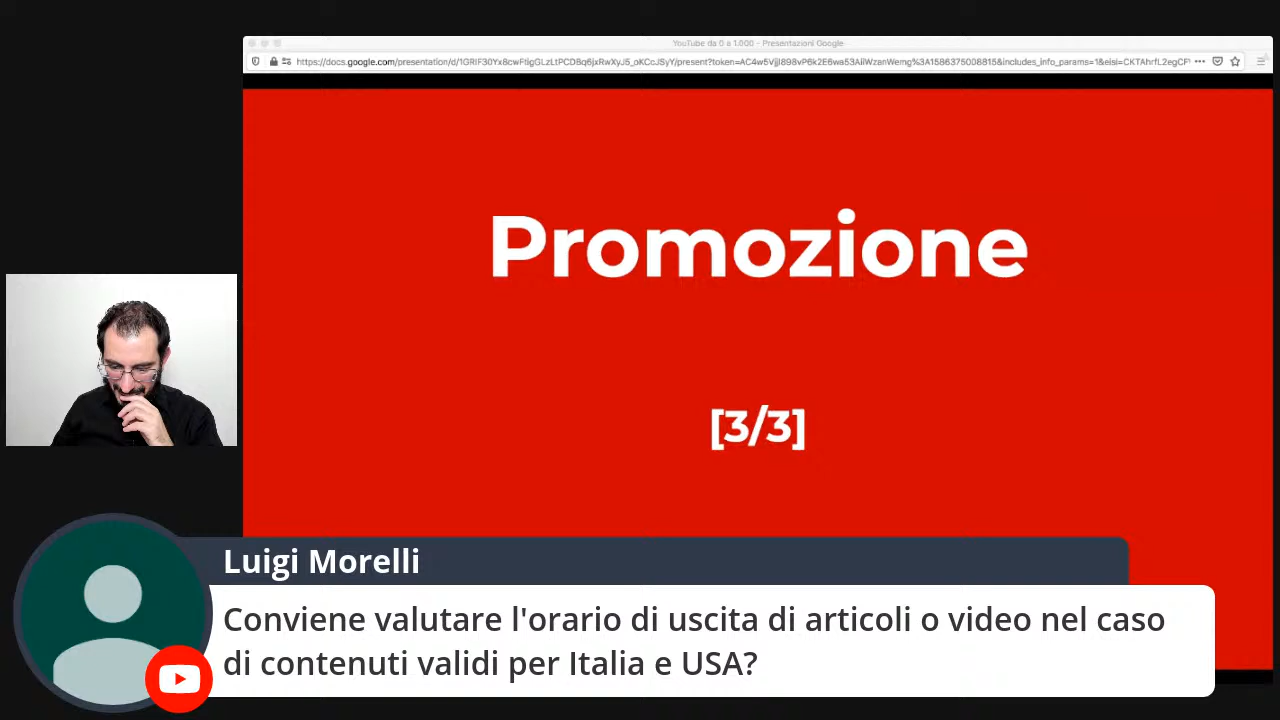 YouTube da 0 a 1.000 - Presentazioni Google
Promozione
[3/3]
Luigi Morelli
Conviene valutare l'orario di uscita di articoli o video nel caso
di contenuti validi per Italia e USA?